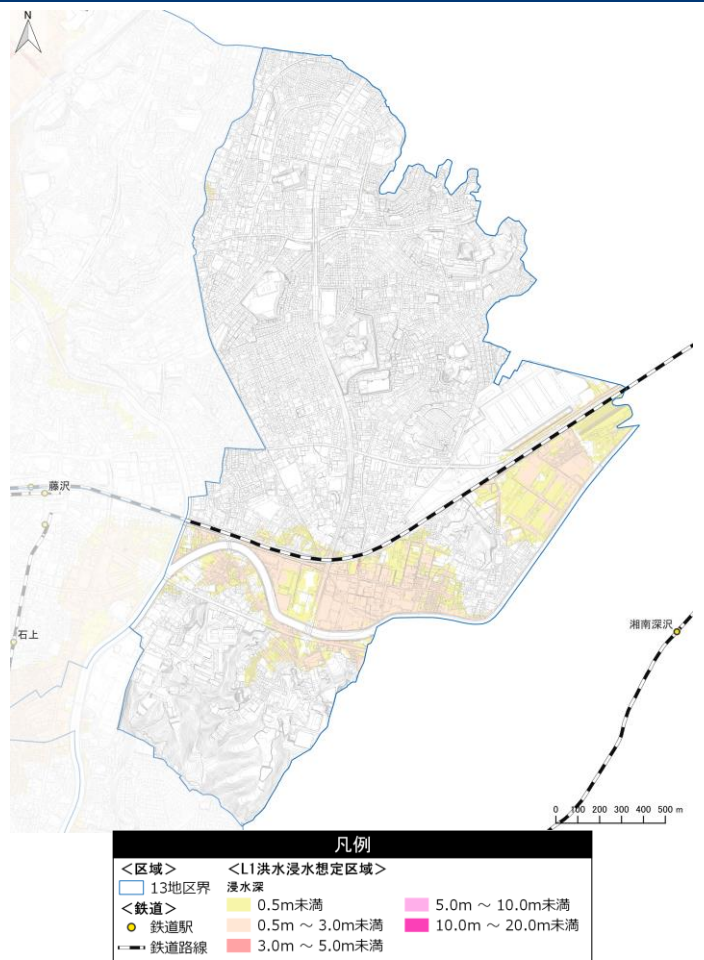 N
藤沢
石上
湘南深沢
0 100 200 300 400 500 m
凡例
＜区域＞
13地区界
＜鉄道＞
鉄道駅
鉄道路線
＜L1洪水浸水想定区域＞
浸水深
0.5m未満
0.5m ～ 3.0m未満
3.0m ～ 5.0m未満
5.0m ～ 10.0m未満
10.0m ～ 20.0m未満